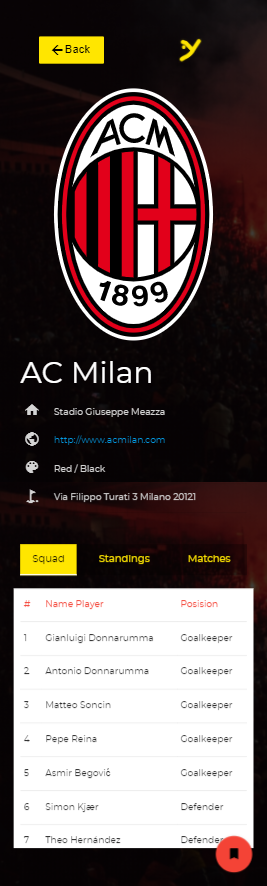 Back
ACM
1899
AC Milan
Stadio Giuseppe Meazza
http://www.acmilan.com
Red / Black
Via Filippo Turati 3 Milano 20121
Squad Standings Matches
# Name Player Posision
1 Gianluigi Donnarumma Goalkeeper
2 Antonio Donnarumma Goalkeeper
3 Matteo Soncin Goalkeeper
4 Pepe Reina Goalkeeper
5 Asmir Begović Goalkeeper
6 Simon Kjær Defender
7 Theo Hernández Defender